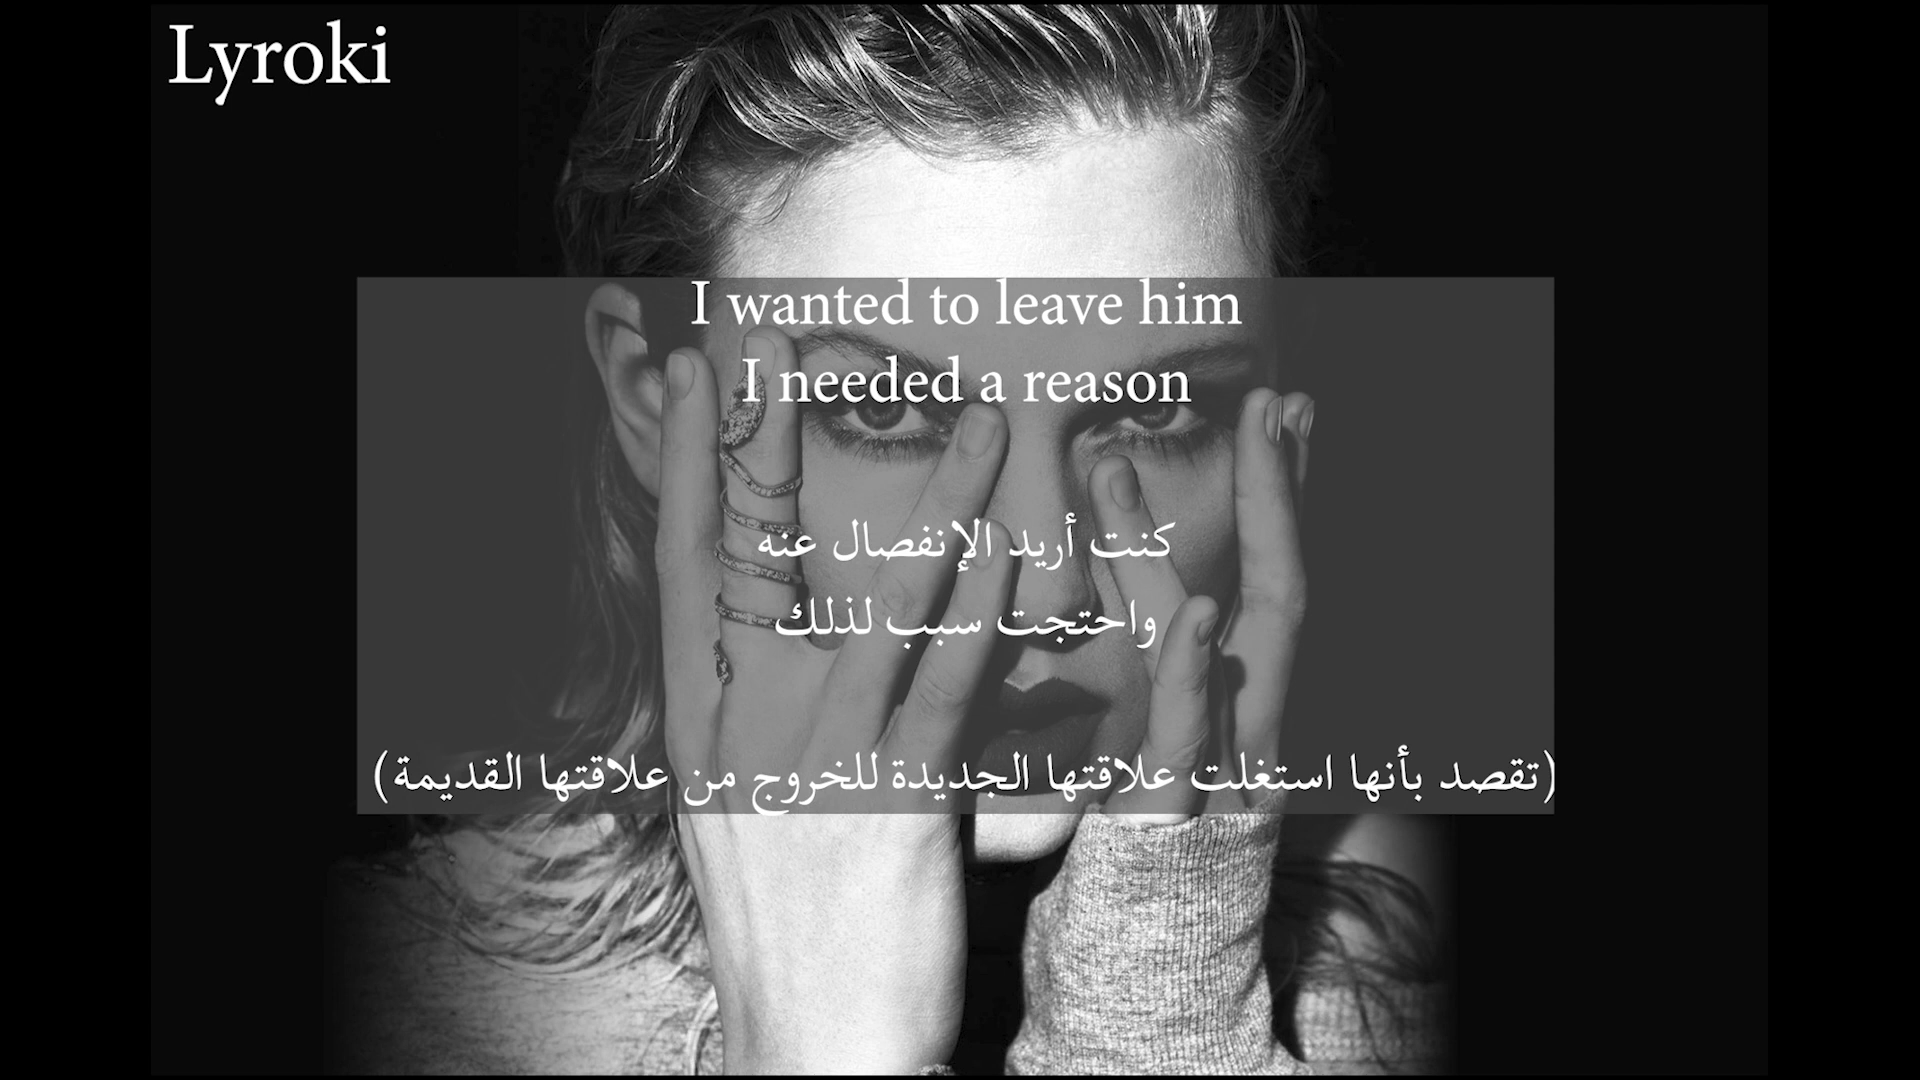 Lyroki
I wanted to leave him
I needed a reason
كنت أريد الإنفصال عنه
واحتجت سبب لذلك
(تقصد بأنها استغلت علاقتها الجديدة للخروج من علاقتها القديمة)